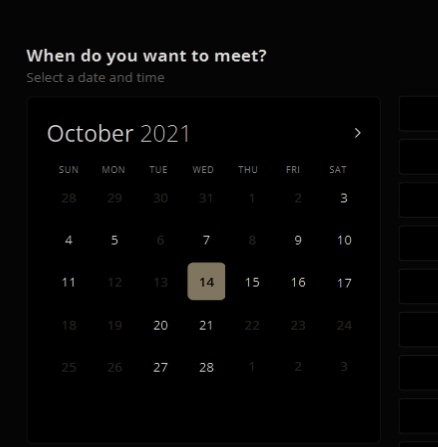 When do you want to meet?
Select a date and time
October 2021
SUN MON TUE WED THU FRI SAT
28 29 30 31 1 2 3
4 5 6 7 8 9 10
11 12 13 14 15 16 17
18 19 20 21 22 23 24
25 26 27 28 1 2 3